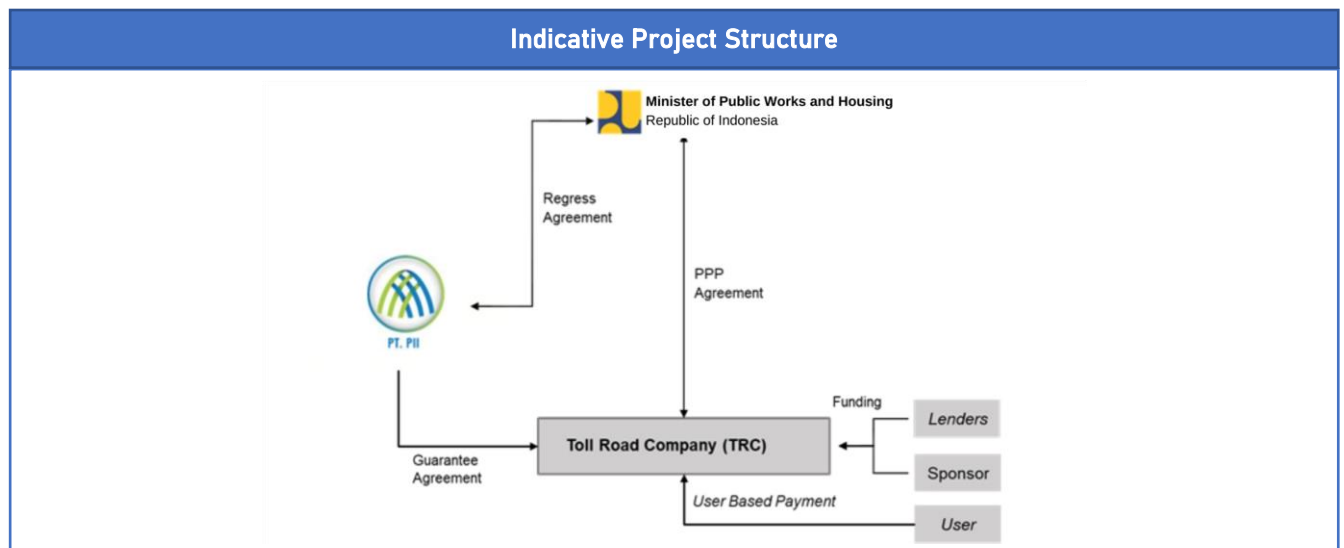 Indicative Project Structure
Minister of Public Works and Housing
Republic of Indonesia
Regress
Agreement
PPP
Agreement
PT. PII
Funding
Lenders
Toll Road Company (TRC)
Guarantee
Agreement
Sponsor
User Based Payment
User